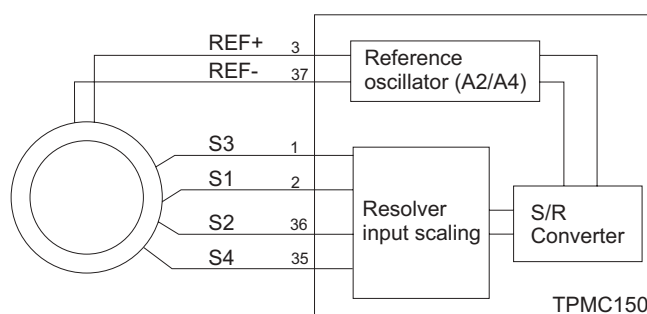 REF+ 3
REF- 37
Reference
oscillator (A2/A4)
S3 1
S1 2
S2 36
S4 35
Resolver
input scaling
S/R
Converter
TPMC150